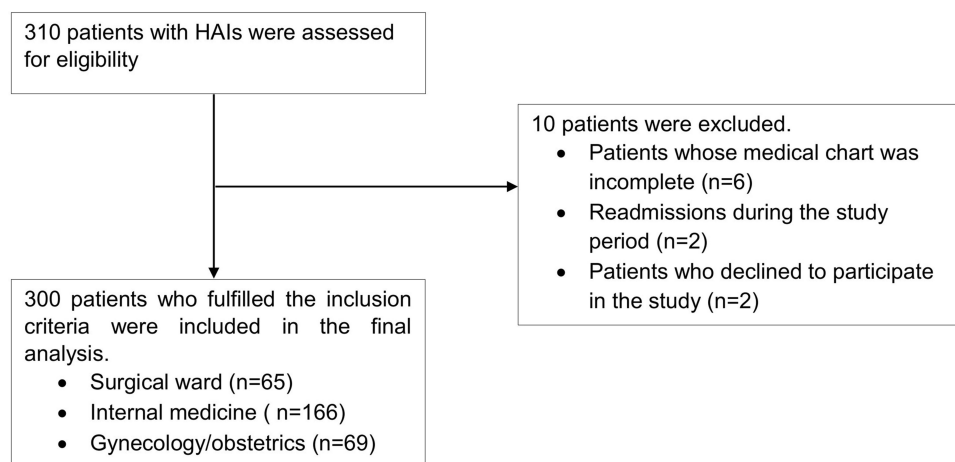 310 patients with HAIs were assessed
for eligibility
10 patients were excluded.
• Patients whose medical chart was
incomplete (n=6)
• Readmissions during the study
period (n=2)
• Patients who declined to participate
in the study (n=2)
300 patients who fulfilled the inclusion
criteria were included in the final
analysis.
• Surgical ward (n=65)
• Internal medicine ( n=166)
• Gynecology/obstetrics (n=69)